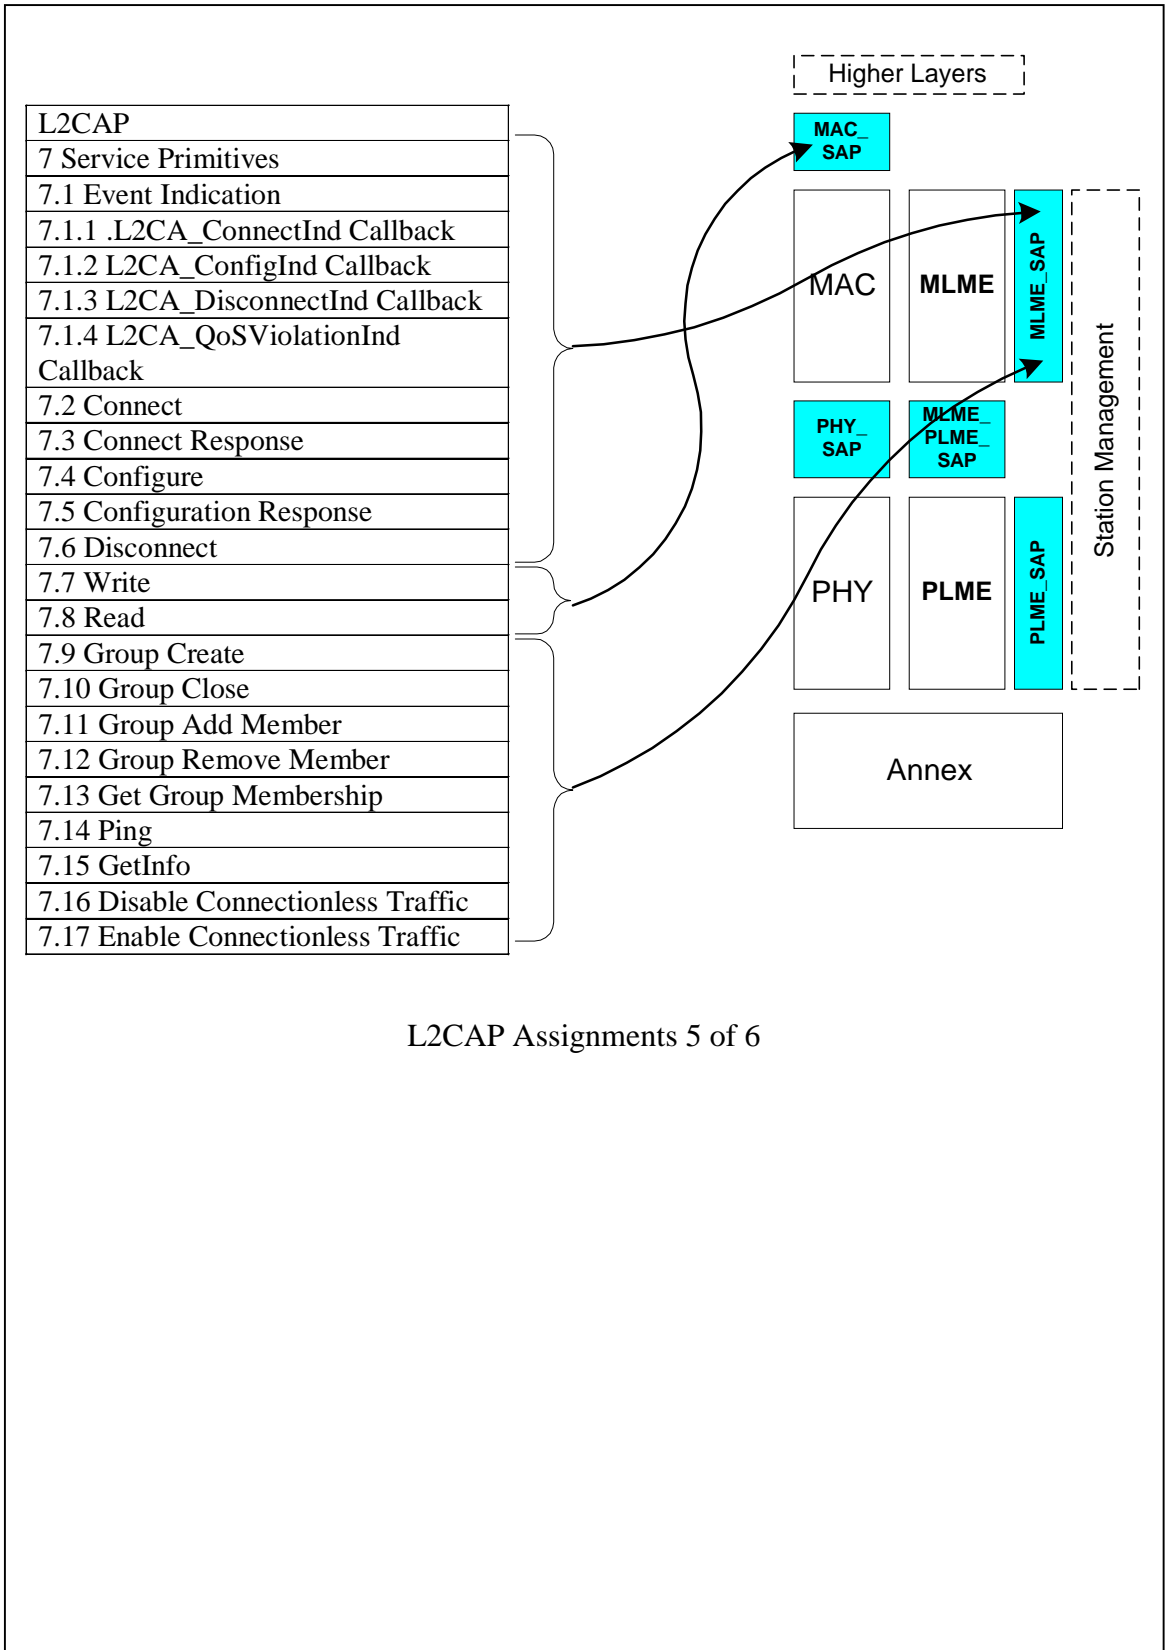 L2CAP
7 Service Primitives
7.1 Event Indication
7.1.1 .L2CA_ConnectInd Callback
7.1.2 L2CA_ConfigInd Callback
7.1.3 L2CA_DisconnectInd Callback
7.1.4 L2CA_QoSViolationInd
Callback
7.2 Connect
7.3 Connect Response
7.4 Configure
7.5 Configuration Response
7.6 Disconnect
7.7 Write
7.8 Read
7.9 Group Create
7.10 Group Close
7.11 Group Add Member
7.12 Group Remove Member
7.13 Get Group Membership
7.14 Ping
7.15 GetInfo
7.16 Disable Connectionless Traffic
7.17 Enable Connectionless Traffic
Higher Layers
MAC_
SAP
MAC
MLME
MLME_SAP
Station Management
PHY_
SAP
MLME_
PLME_
SAP
PHY
PLME
PLME_SAP
Annex
L2CAP Assignments 5 of 6